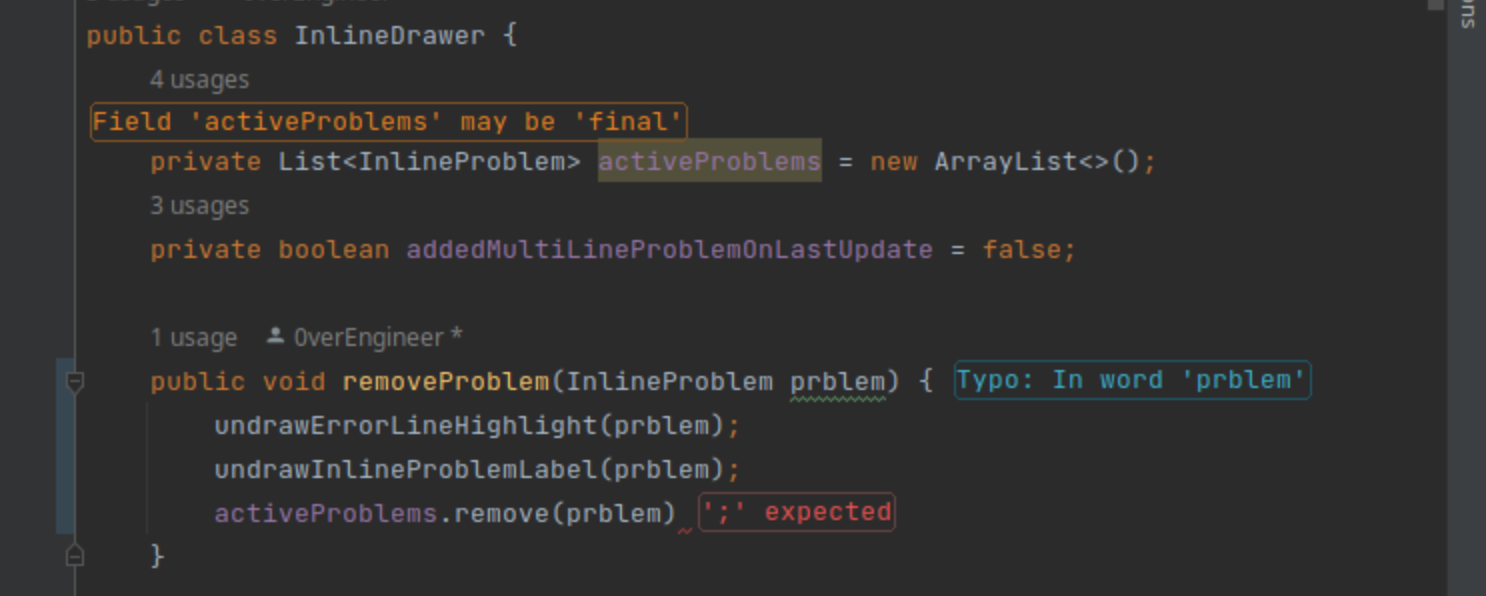 public class InlineDrawer {
4 usages
Field 'activeProblems' may be 'final'
private List<InlineProblem> activeProblems = new ArrayList<>();
3 usages
private boolean addedMultiLineProblemOnLastUpdate = false;
1 usage 0verEngineer *
public void removeProblem(InlineProblem prblem) { Typo: In word 'prblem'
undrawErrorLineHighlight(prblem);
undrawInlineProblemLabel(prblem);
activeProblems.remove(prblem) ';' expected
}